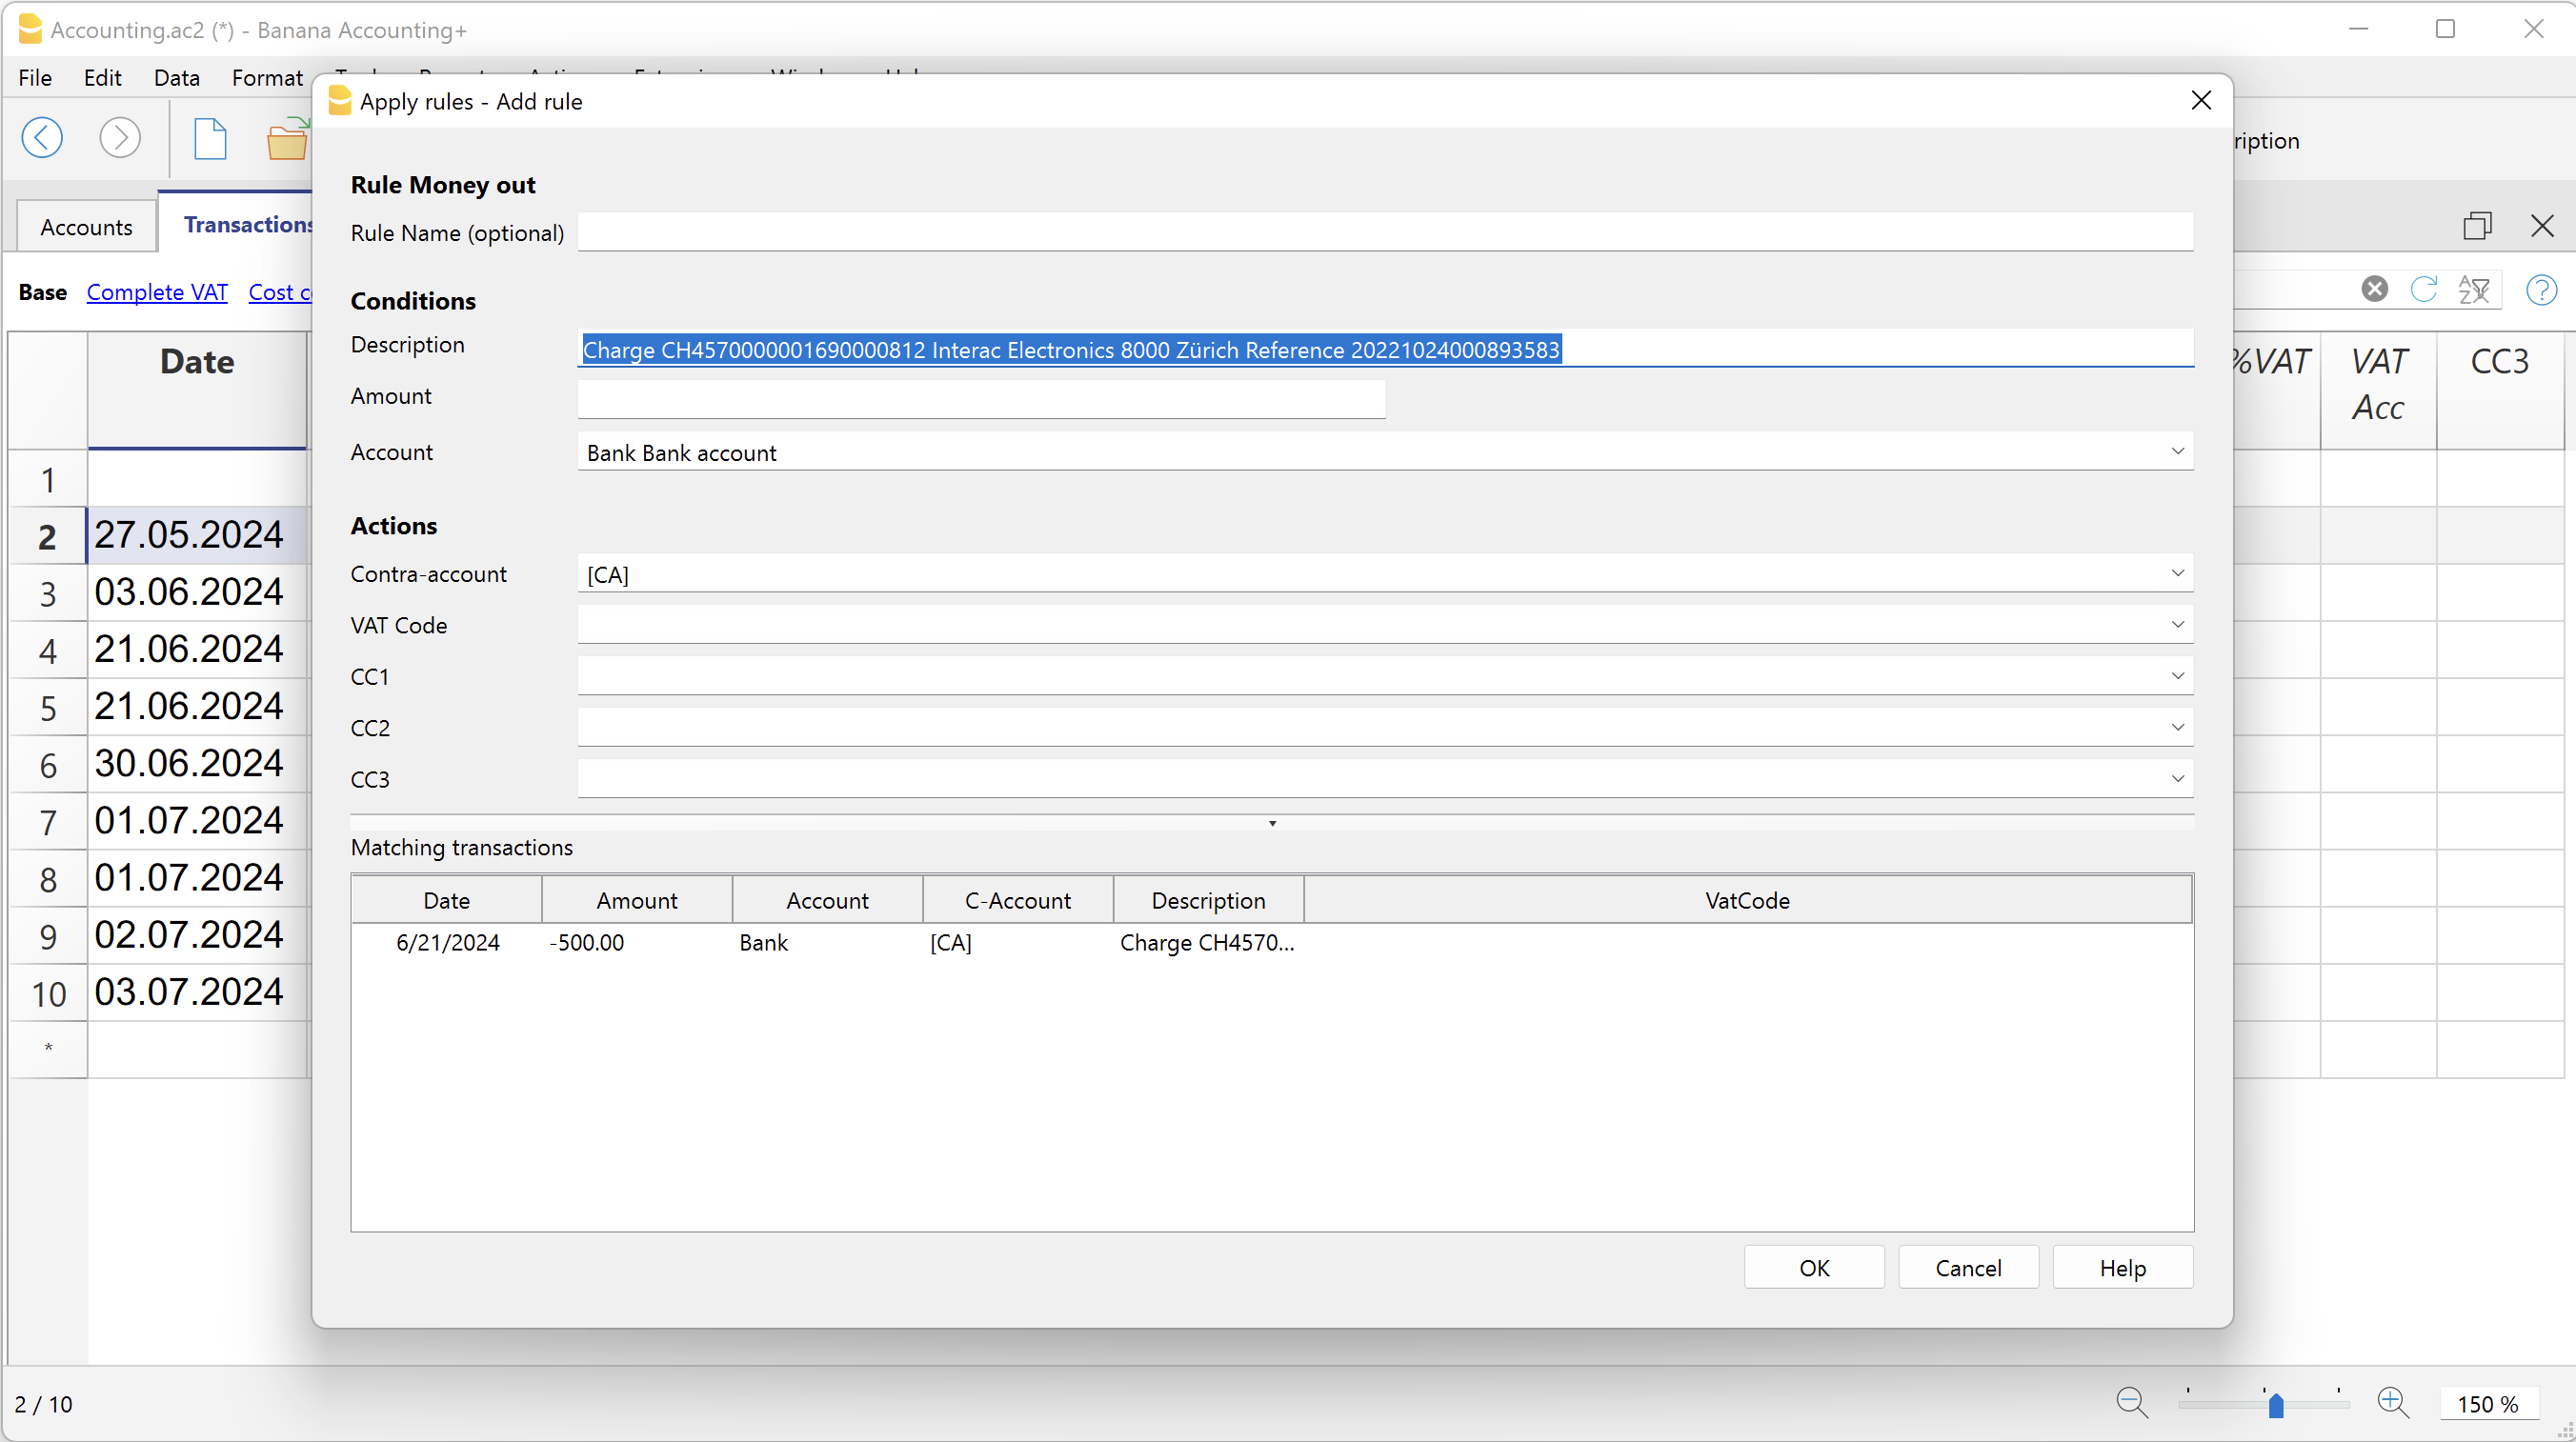 Accounting.ac2 (*) - Banana Accounting+
File Edit Data Format
Apply rules - Add rule
ription
Accounts Transactions
Base Complete VAT Cost c
Rule Money out
Rule Name (optional)
Conditions
Description Charge CH4570000001690000812 Interac Electronics 8000 Zürich Reference 20221024000893583
Amount
Account Bank Bank account
Actions
Contra-account [CA]
VAT Code
CC1
CC2
CC3
Matching transactions
Date Amount Account C-Account Description VatCode
6/21/2024 -500.00 Bank [CA] Charge CH4570...
OK Cancel Help
Date %VAT VAT Acc CC3
1
2 27.05.2024
3 03.06.2024
4 21.06.2024
5 21.06.2024
6 30.06.2024
7 01.07.2024
8 01.07.2024
9 02.07.2024
10 03.07.2024
*
2 / 10 150 %